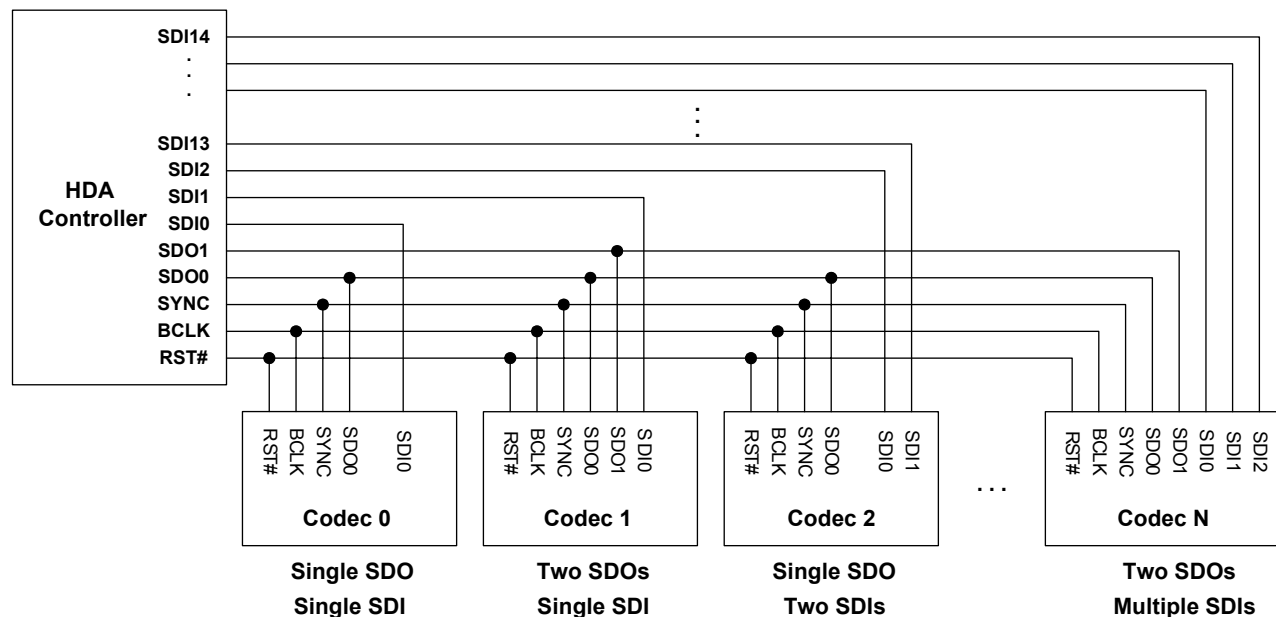 SDI14
.
.
.
SDI13
SDI2
SDI1
SDI0
SDO1
SDO0
SYNC
BCLK
RST#
HDA
Controller
.
.
.
RST#
BCLK
SYNC
SDO0
SDI0
Codec 0
Single SDO
Single SDI
RST#
BCLK
SYNC
SDO0
SDO1
SDI0
Codec 1
Two SDOs
Single SDI
RST#
BCLK
SYNC
SDO0
SDI0
SDI1
Codec 2
Single SDO
Two SDIs
...
RST#
BCLK
SYNC
SDO0
SDO1
SDI0
SDI1
SDI2
Codec N
Two SDOs
Multiple SDIs